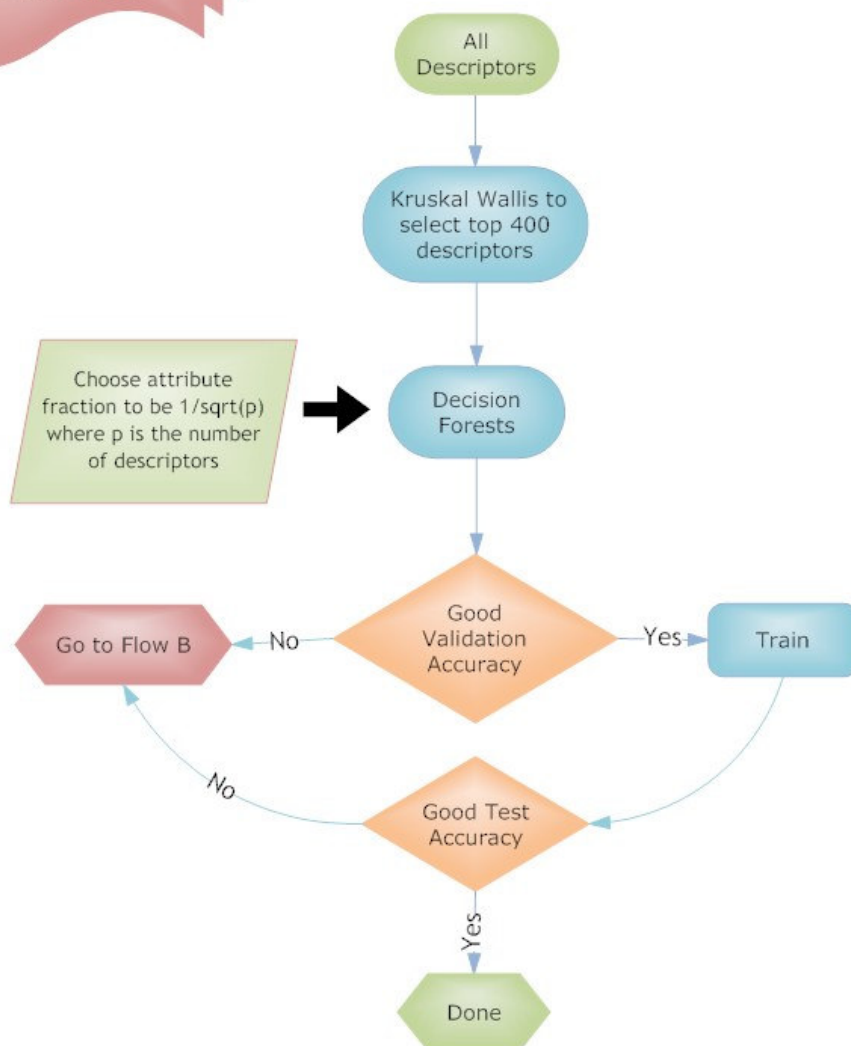 All
Descriptors
Kruskal Wallis to
select top 400
descriptors
Choose attribute
fraction to be 1/sqrt(p)
where p is the number
of descriptors
Decision
Forests
Good
Validation
Accuracy
No
Go to Flow B
Yes
Train
No
Good Test
Accuracy
Yes
Done